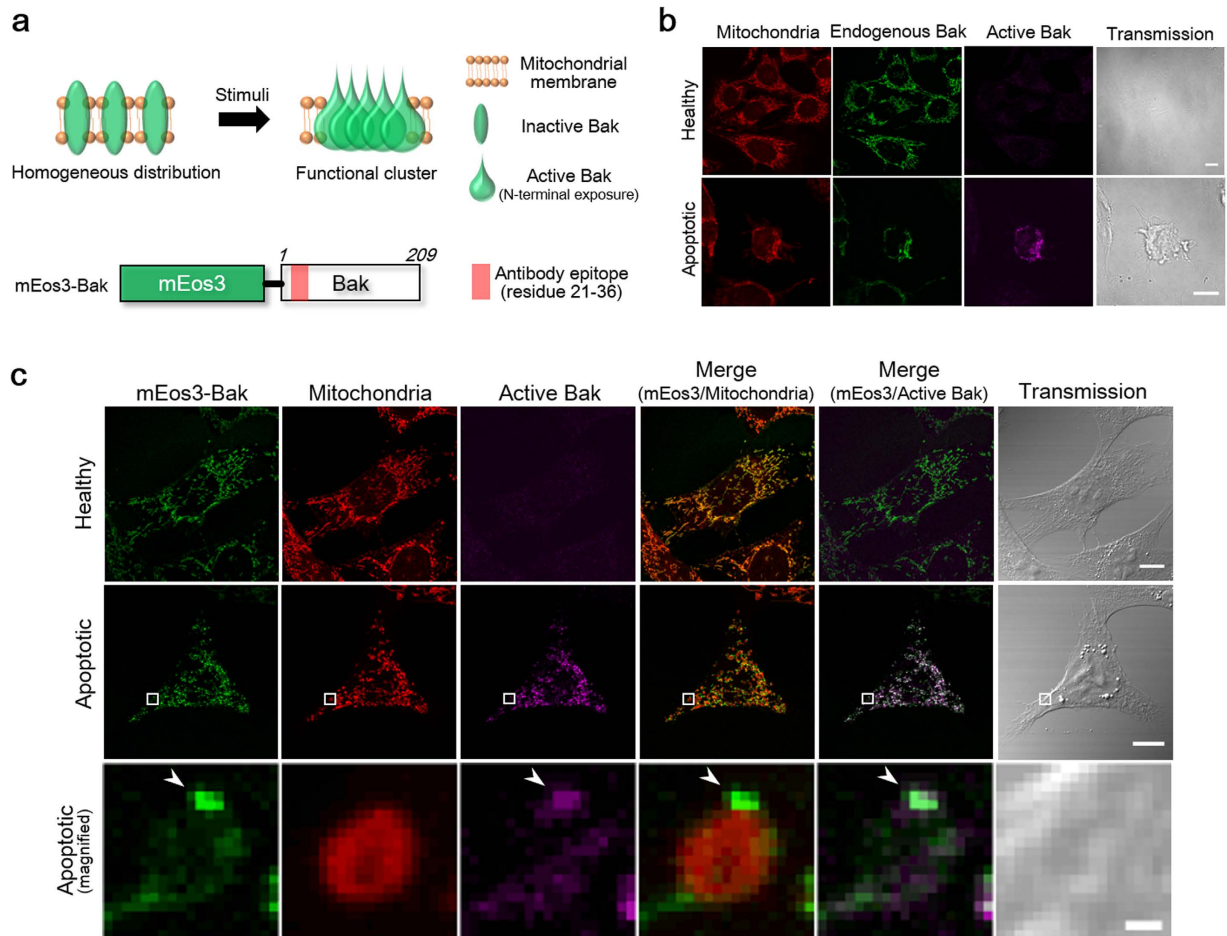 a
Stimuli
Homogeneous distribution
Functional cluster
Mitochondrial
membrane
Inactive Bak
Active Bak
(N-terminal exposure)
mEos3-Bak
mEos3
1
209
Bak
Antibody epitope
(residue 21-36)
b
Mitochondria
Endogenous Bak
Active Bak
Transmission
Healthy
Apoptotic
c
mEos3-Bak
Mitochondria
Active Bak
Merge
(mEos3/Mitochondria)
Merge
(mEos3/Active Bak)
Transmission
Healthy
Apoptotic
Apoptotic
(magnified)